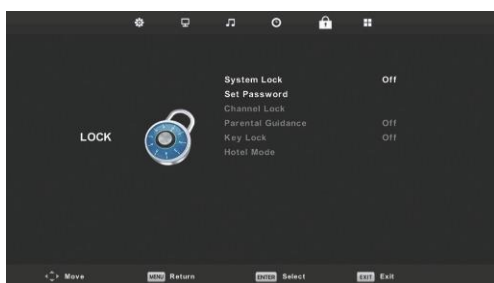 System Lock Off
Set Password
Channel Lock
Parental Guidance Off
LOCK
Key Lock Off
Hotel Mode
Move MENU Return ENTER Select EXIT Exit